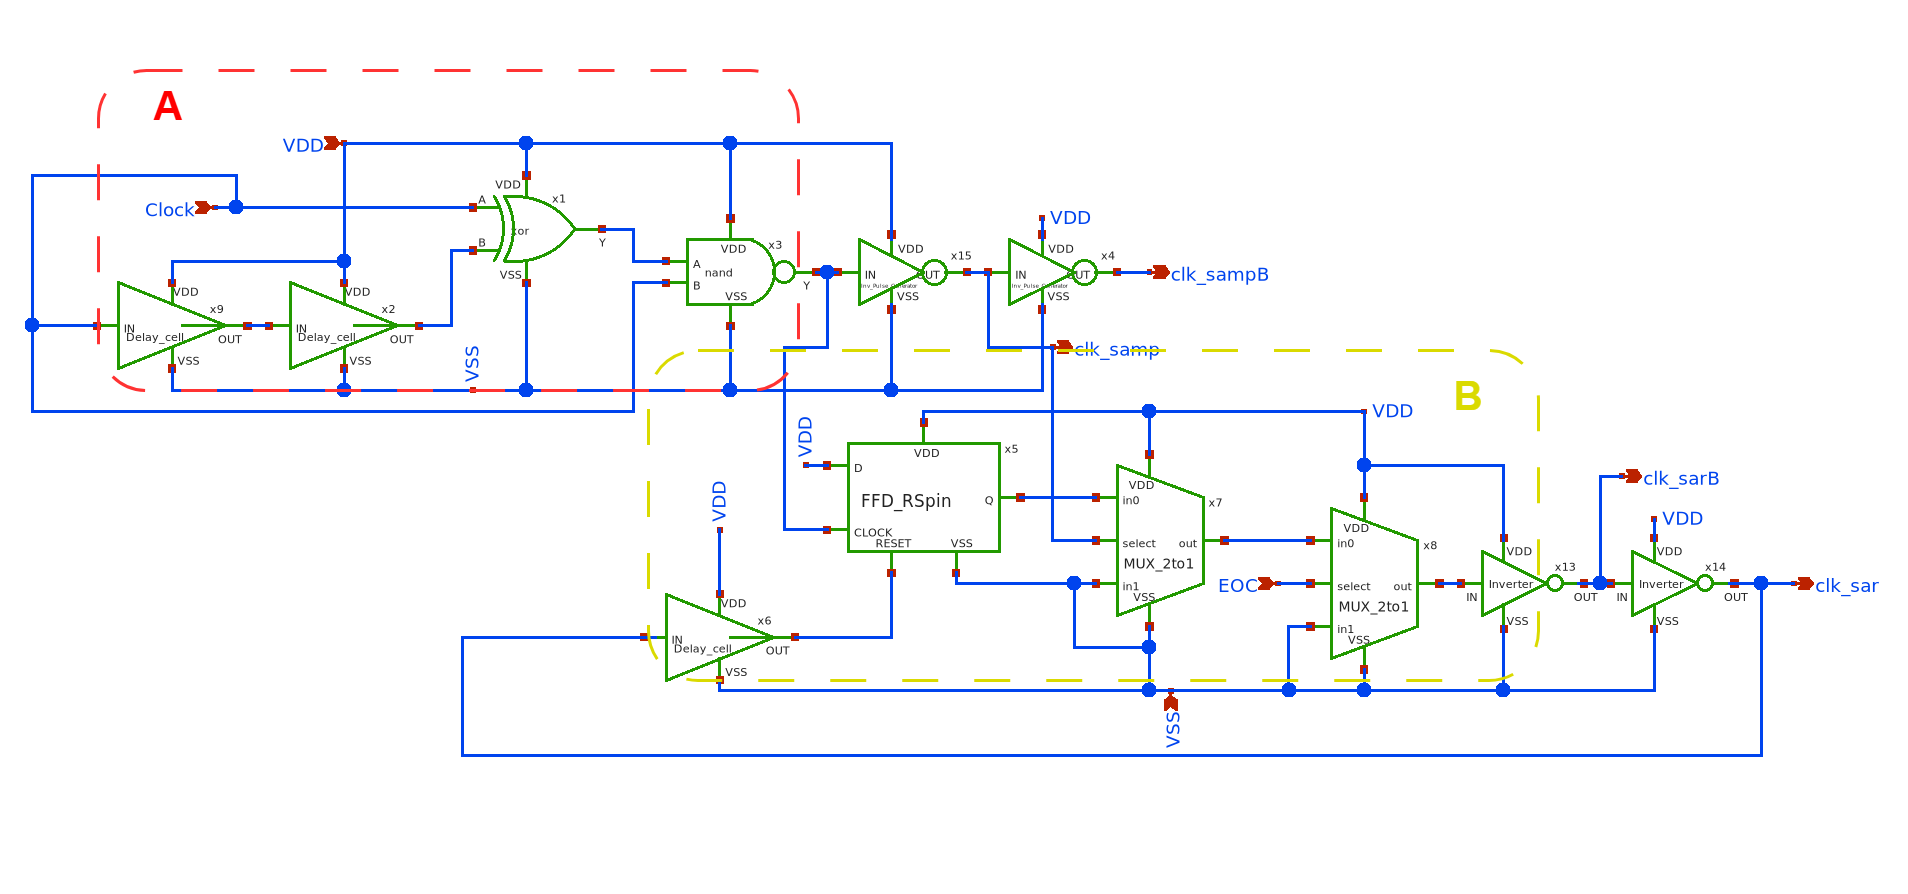 A
VDD
Clock
VDD
A
x1
xor
B
Y
VSS
VDD
x9
IN
Delay_cell
OUT
VSS
VDD
x2
IN
Delay_cell
OUT
VSS
VSS
VDD
x3
A
nand
B
VSS
Y
VDD
x15
IN
OUT
Inv_Pulse_Generator
VSS
VDD
VDD
x4
IN
OUT
Inv_Pulse_Generator
VSS
clk_sampB
clk_samp
B
VDD
VDD
VDD
x5
D
FFD_RSpin
Q
CLOCK
RESET
VSS
VDD
VDD
x7
in0
select
out
MUX_2to1
in1
VSS
VDD
x8
in0
EOC
select
out
MUX_2to1
in1
VSS
VDD
x6
IN
Delay_cell
OUT
VSS
VDD
x13
Inverter
IN
OUT
VSS
clk_sarB
VDD
VDD
x14
Inverter
IN
OUT
VSS
clk_sar
VSS